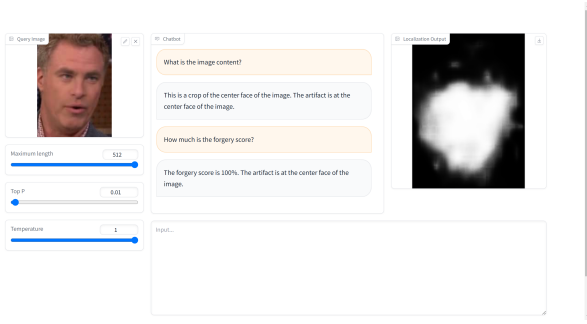 Query Image
Chatbot
Localization Output
What is the image content?
This is a crop of the center face of the image. The artifact is at the
center face of the image.
How much is the forgery score?
The forgery score is 100%. The artifact is at the center face of the
image.
Maximum length
512
Top P
0.01
Temperature
1
Input...